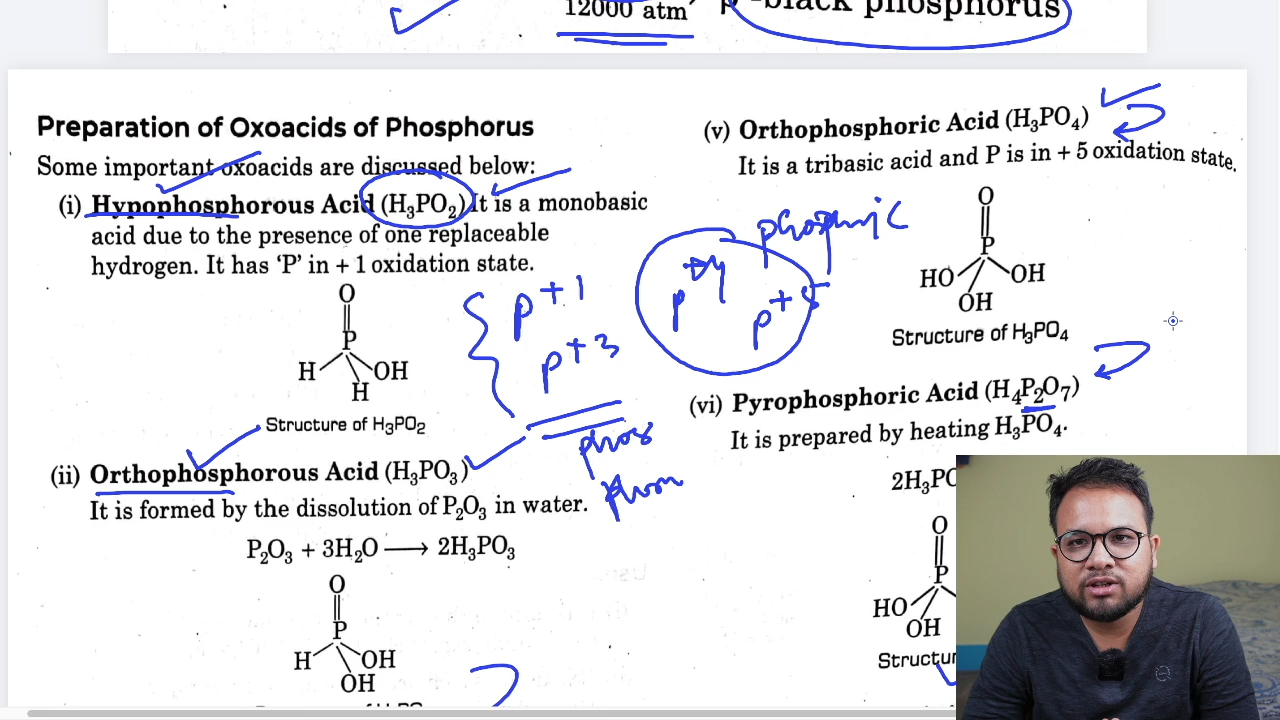 12000 atm
-black phosphorus
Preparation of Oxoacids of Phosphorus
Some important oxoacids are discussed below:
(i) Hypophosphorous Acid (H₃PO₂) It is a monobasic
acid due to the presence of one replaceable
hydrogen. It has 'P' in + 1 oxidation state.
O
P
H OH
H
Structure of H₃PO₂
(ii) Orthophosphorous Acid (H₃PO₃)
It is formed by the dissolution of P₂O₃ in water.
P₂O₃ + 3H₂O ⟶ 2H₃PO₃
O
P
H OH
OH
p+1
p+3
phos
p+4
p+5
(v) Orthophosphoric Acid (H₃PO₄)
It is a tribasic acid and P is in + 5 oxidation state.
O
P
HO OH
OH
Structure of H₃PO₄
(vi) Pyrophosphoric Acid (H₄P₂O₇)
It is prepared by heating H₃PO₄.
2H₃PO
O
P
HO
OH
Structur